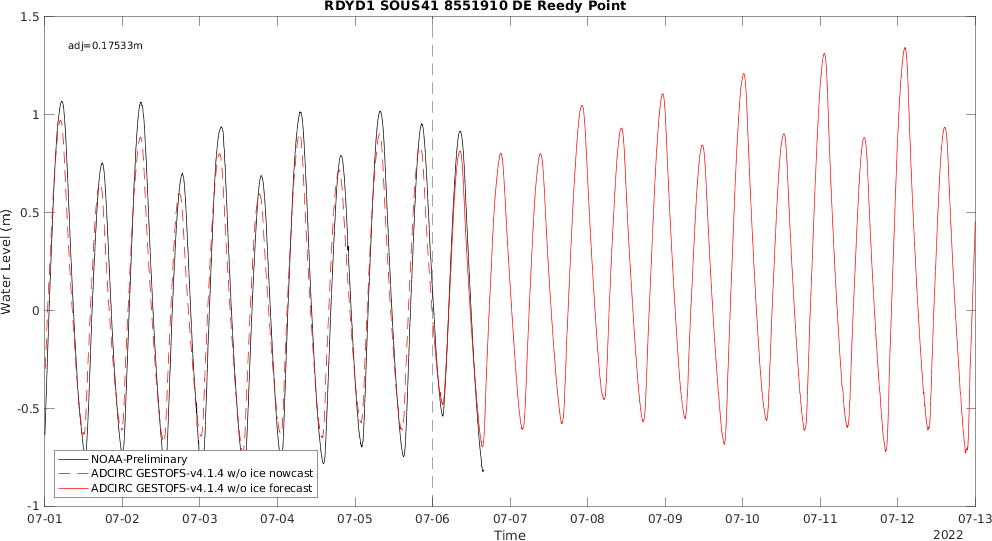 RDYD1 SOUS41 8551910 DE Reedy Point
1.5
adj=0.17533m
1
0.5
Water Level (m)
0
-0.5
NOAA-Preliminary
ADCIRC GESTOFS-v4.1.4 w/o ice nowcast
ADCIRC GESTOFS-v4.1.4 w/o ice forecast
-1
07-01 07-02 07-03 07-04 07-05 07-06 07-07 07-08 07-09 07-10 07-11 07-12 07-13
Time
2022